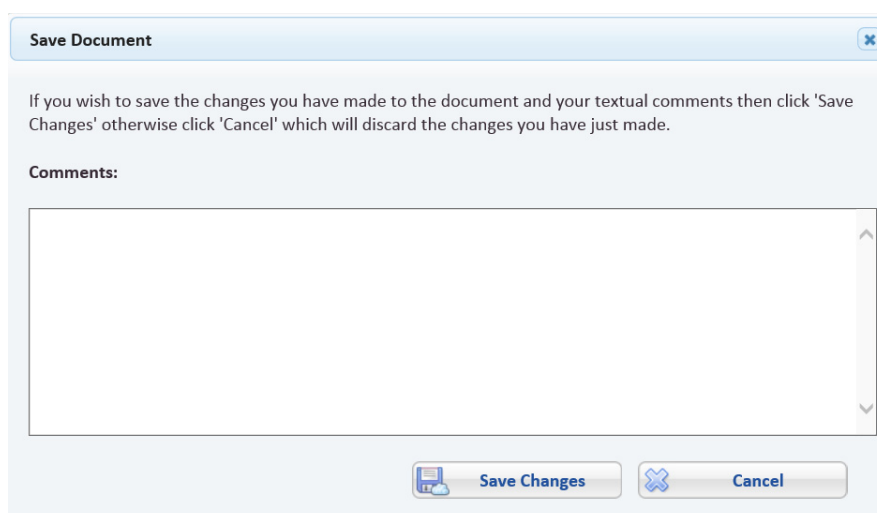 Save Document
If you wish to save the changes you have made to the document and your textual comments then click 'Save
Changes' otherwise click 'Cancel' which will discard the changes you have just made.
Comments:
Save Changes
Cancel